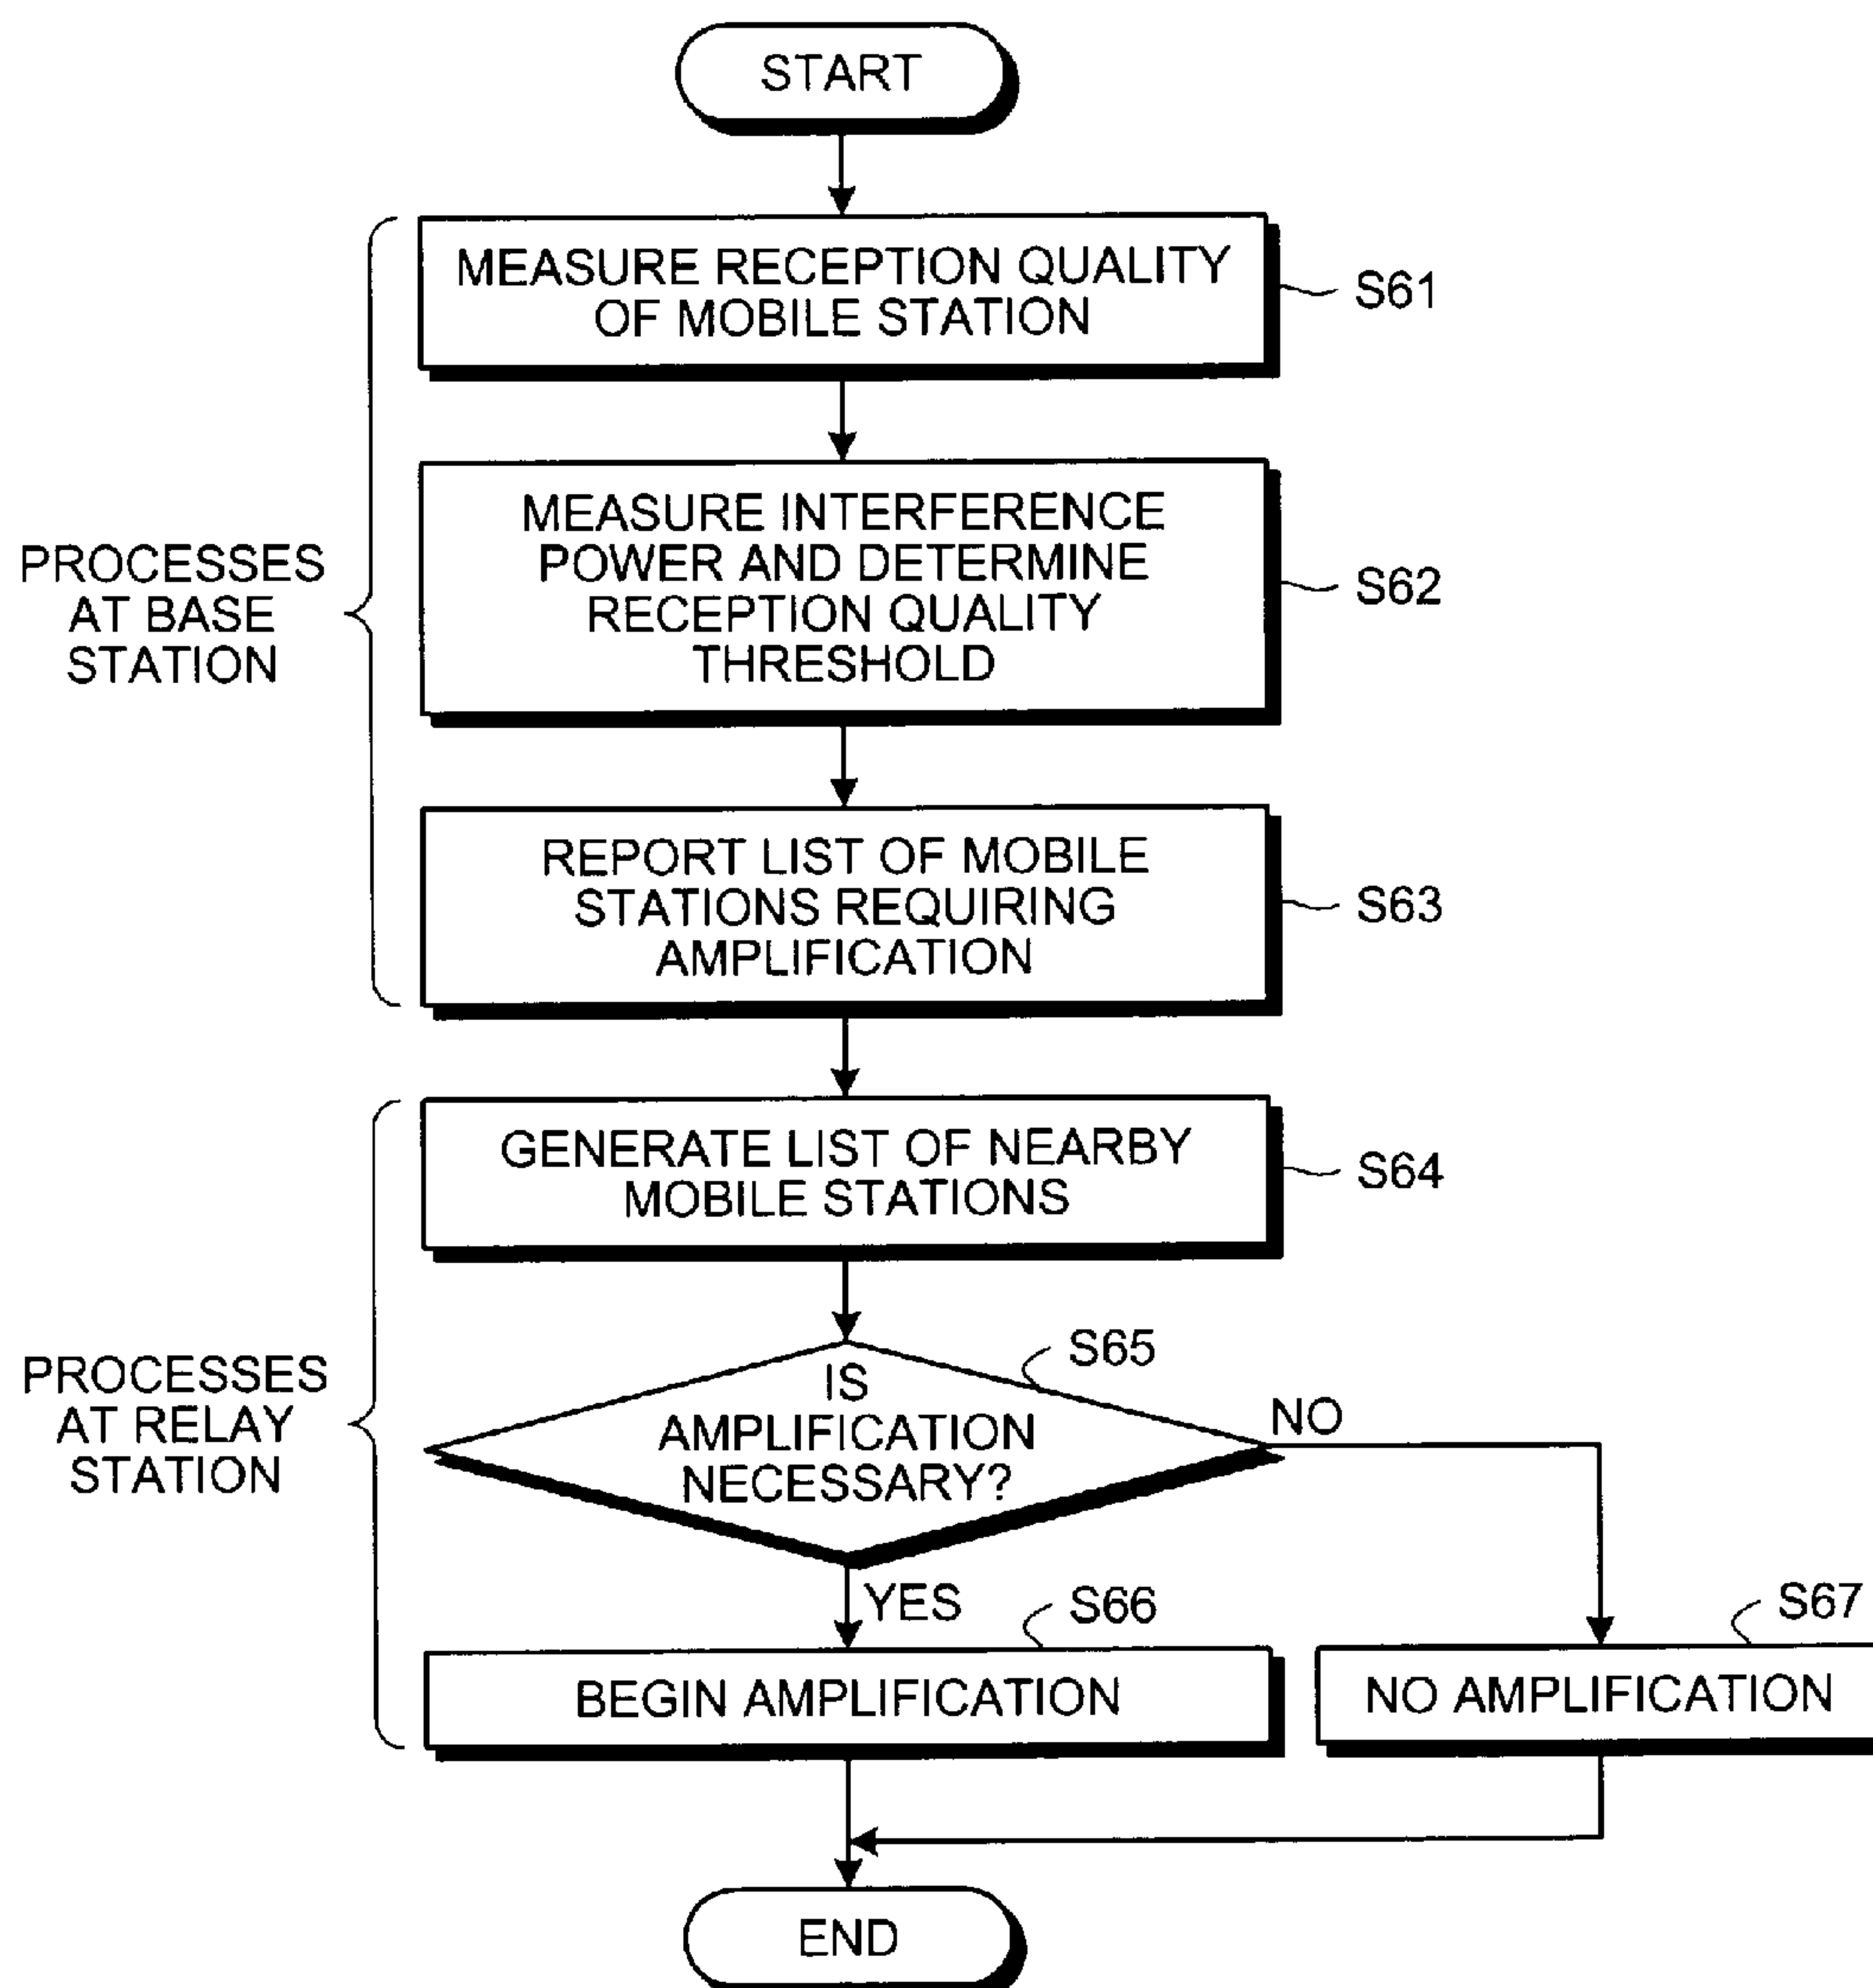 START
MEASURE RECEPTION QUALITY
OF MOBILE STATION
S61
PROCESSES
AT BASE
STATION
MEASURE INTERFERENCE
POWER AND DETERMINE
RECEPTION QUALITY
THRESHOLD
S62
REPORT LIST OF MOBILE
STATIONS REQUIRING
AMPLIFICATION
S63
GENERATE LIST OF NEARBY
MOBILE STATIONS
S64
PROCESSES
AT RELAY
STATION
S65
IS
AMPLIFICATION
NECESSARY?
NO
YES
S66
BEGIN AMPLIFICATION
S67
NO AMPLIFICATION
END